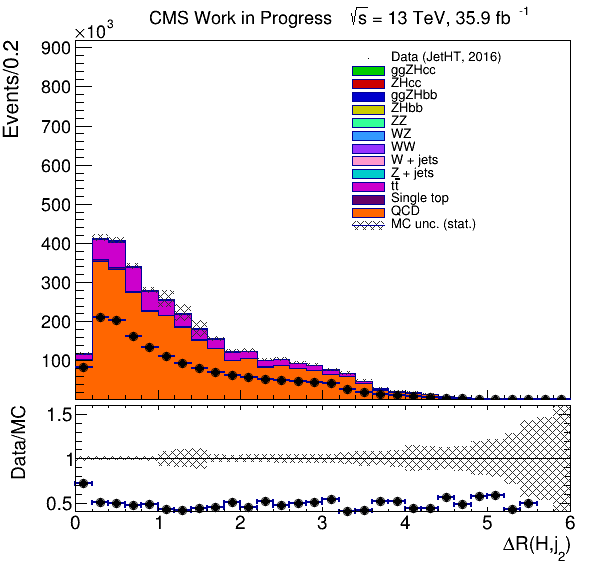 CMS Work in Progress √s = 13 TeV, 35.9 fb⁻¹
×10³
Events/0.2
900
800
700
600
500
400
300
200
100
Data (JetHT, 2016)
ggZHcc
ZHcc
ggZHbb
ZHbb
ZZ
WZ
WW
W + jets
Z + jets
tt̅
Single top
QCD
MC unc. (stat.)
Data/MC
1.5
1
0.5
0 1 2 3 4 5 6
ΔR(H,j₂)